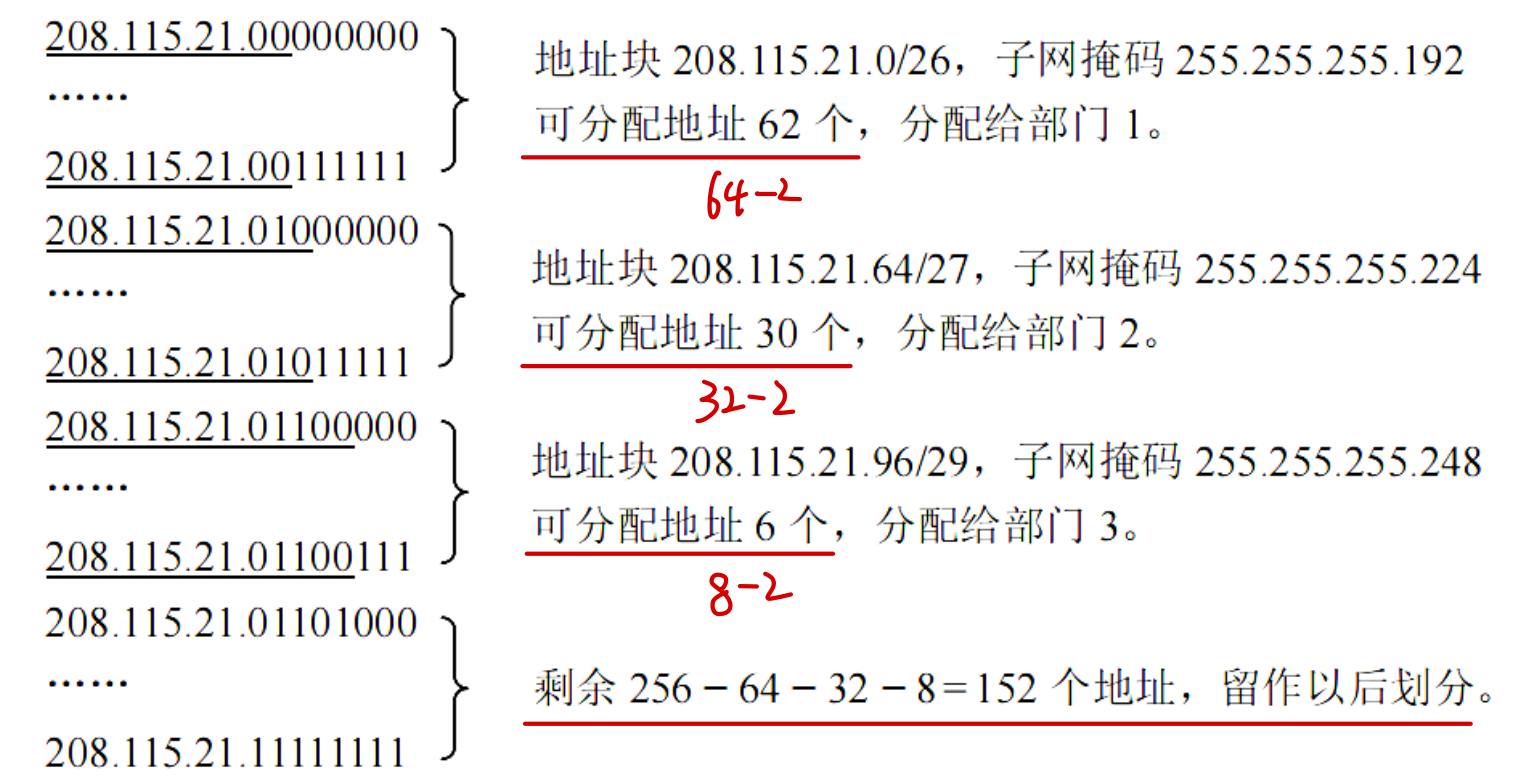 208.115.21.00000000
……
208.115.21.00111111
地址块 208.115.21.0/26，子网掩码 255.255.255.192
可分配地址 62 个，分配给部门 1。
64-2
208.115.21.01000000
……
208.115.21.01011111
地址块 208.115.21.64/27，子网掩码 255.255.255.224
可分配地址 30 个，分配给部门 2。
32-2
208.115.21.01100000
……
208.115.21.01100111
地址块 208.115.21.96/29，子网掩码 255.255.255.248
可分配地址 6 个，分配给部门 3。
8-2
208.115.21.01101000
……
208.115.21.11111111
剩余 256－64－32－8=152 个地址，留作以后划分。